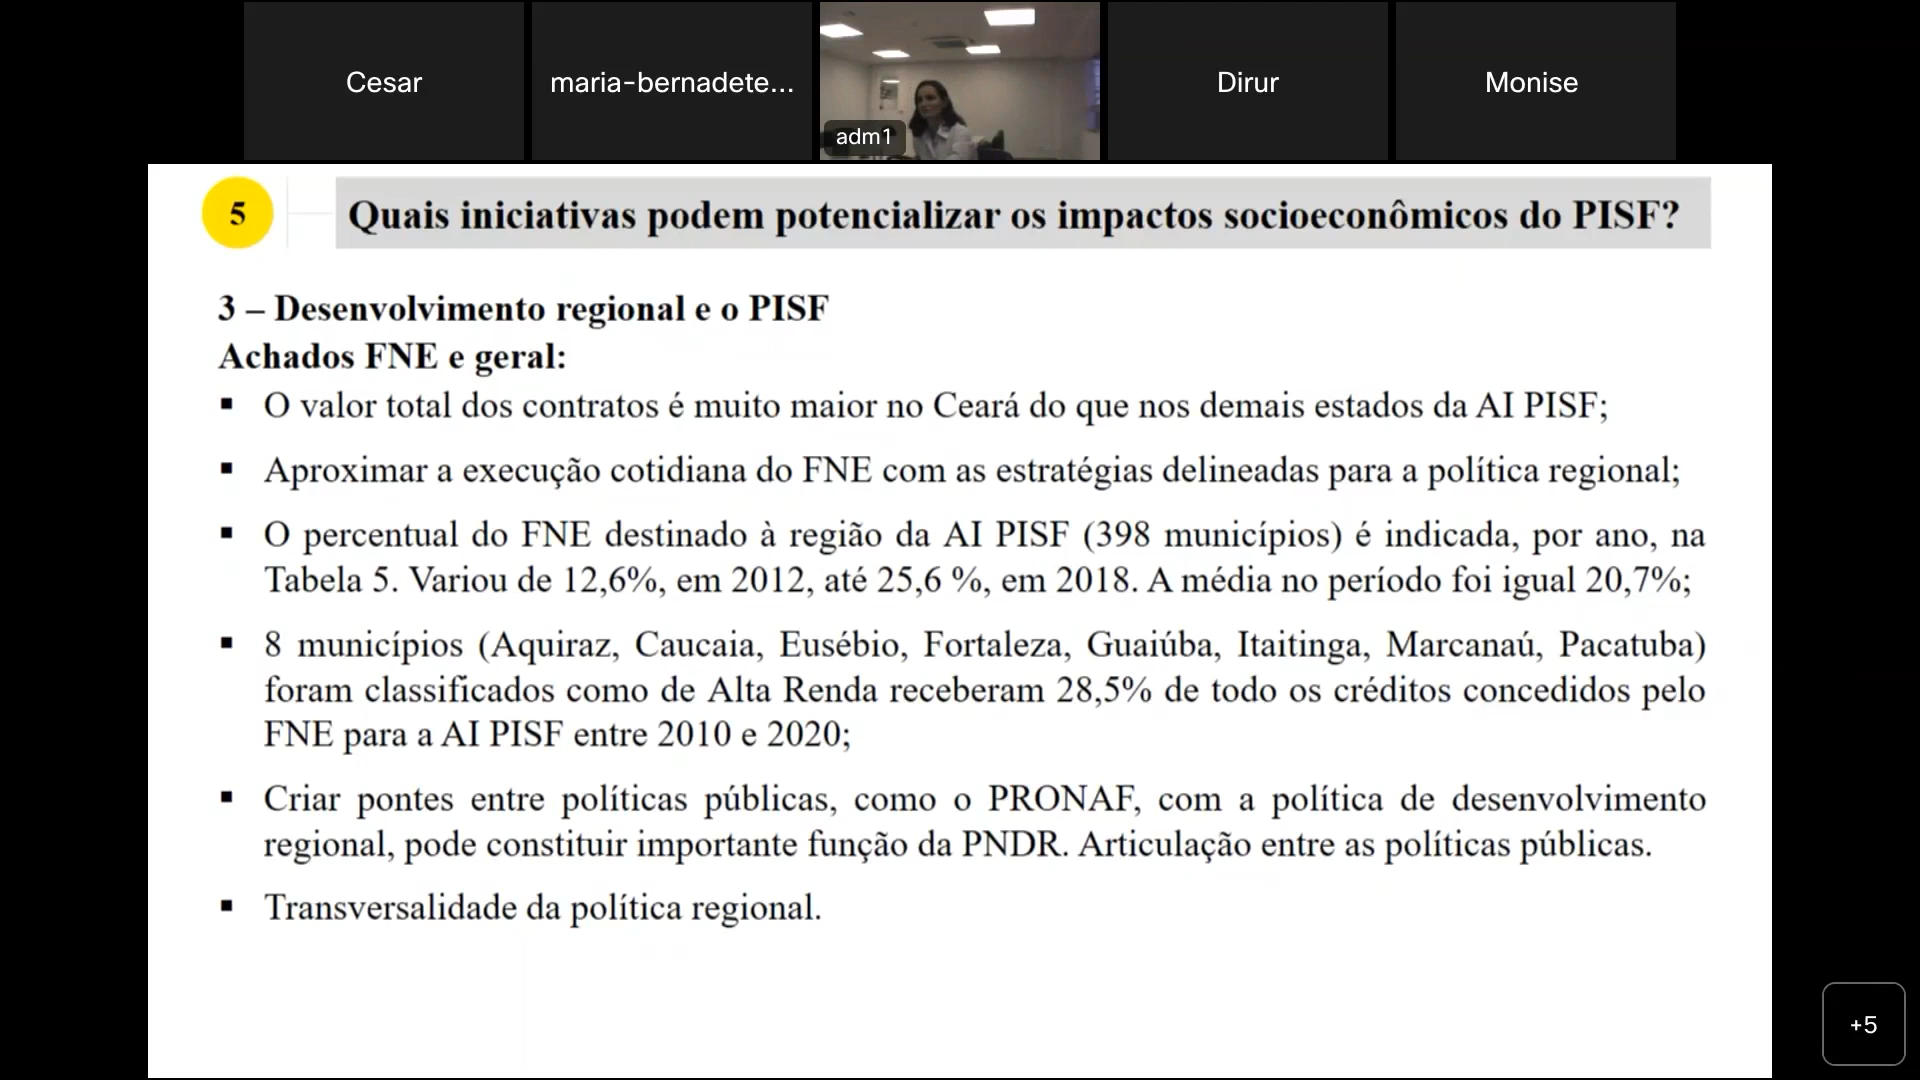 Cesar
maria-bernadete...
adm1
Dirur
Monise
5
Quais iniciativas podem potencializar os impactos socioeconômicos do PISF?
3 – Desenvolvimento regional e o PISF
Achados FNE e geral:
▪ O valor total dos contratos é muito maior no Ceará do que nos demais estados da AI PISF;
▪ Aproximar a execução cotidiana do FNE com as estratégias delineadas para a política regional;
▪ O percentual do FNE destinado à região da AI PISF (398 municípios) é indicada, por ano, na
Tabela 5. Variou de 12,6%, em 2012, até 25,6 %, em 2018. A média no período foi igual 20,7%;
▪ 8 municípios (Aquiraz, Caucaia, Eusébio, Fortaleza, Guaiúba, Itaitinga, Marcanaú, Pacatuba)
foram classificados como de Alta Renda receberam 28,5% de todo os créditos concedidos pelo
FNE para a AI PISF entre 2010 e 2020;
▪ Criar pontes entre políticas públicas, como o PRONAF, com a política de desenvolvimento
regional, pode constituir importante função da PNDR. Articulação entre as políticas públicas.
▪ Transversalidade da política regional.
+5